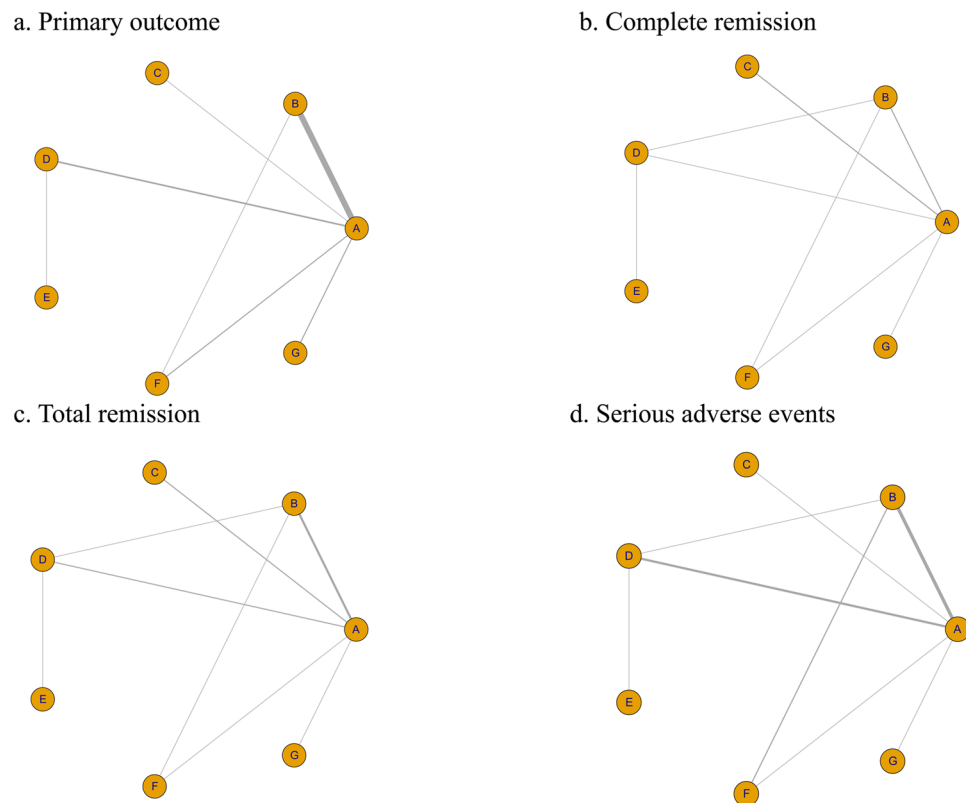 a. Primary outcome
b. Complete remission
C
B
D
A
E
G
F
C
B
D
A
E
G
F
c. Total remission
d. Serious adverse events
C
B
D
A
E
G
F
C
B
D
A
E
G
F